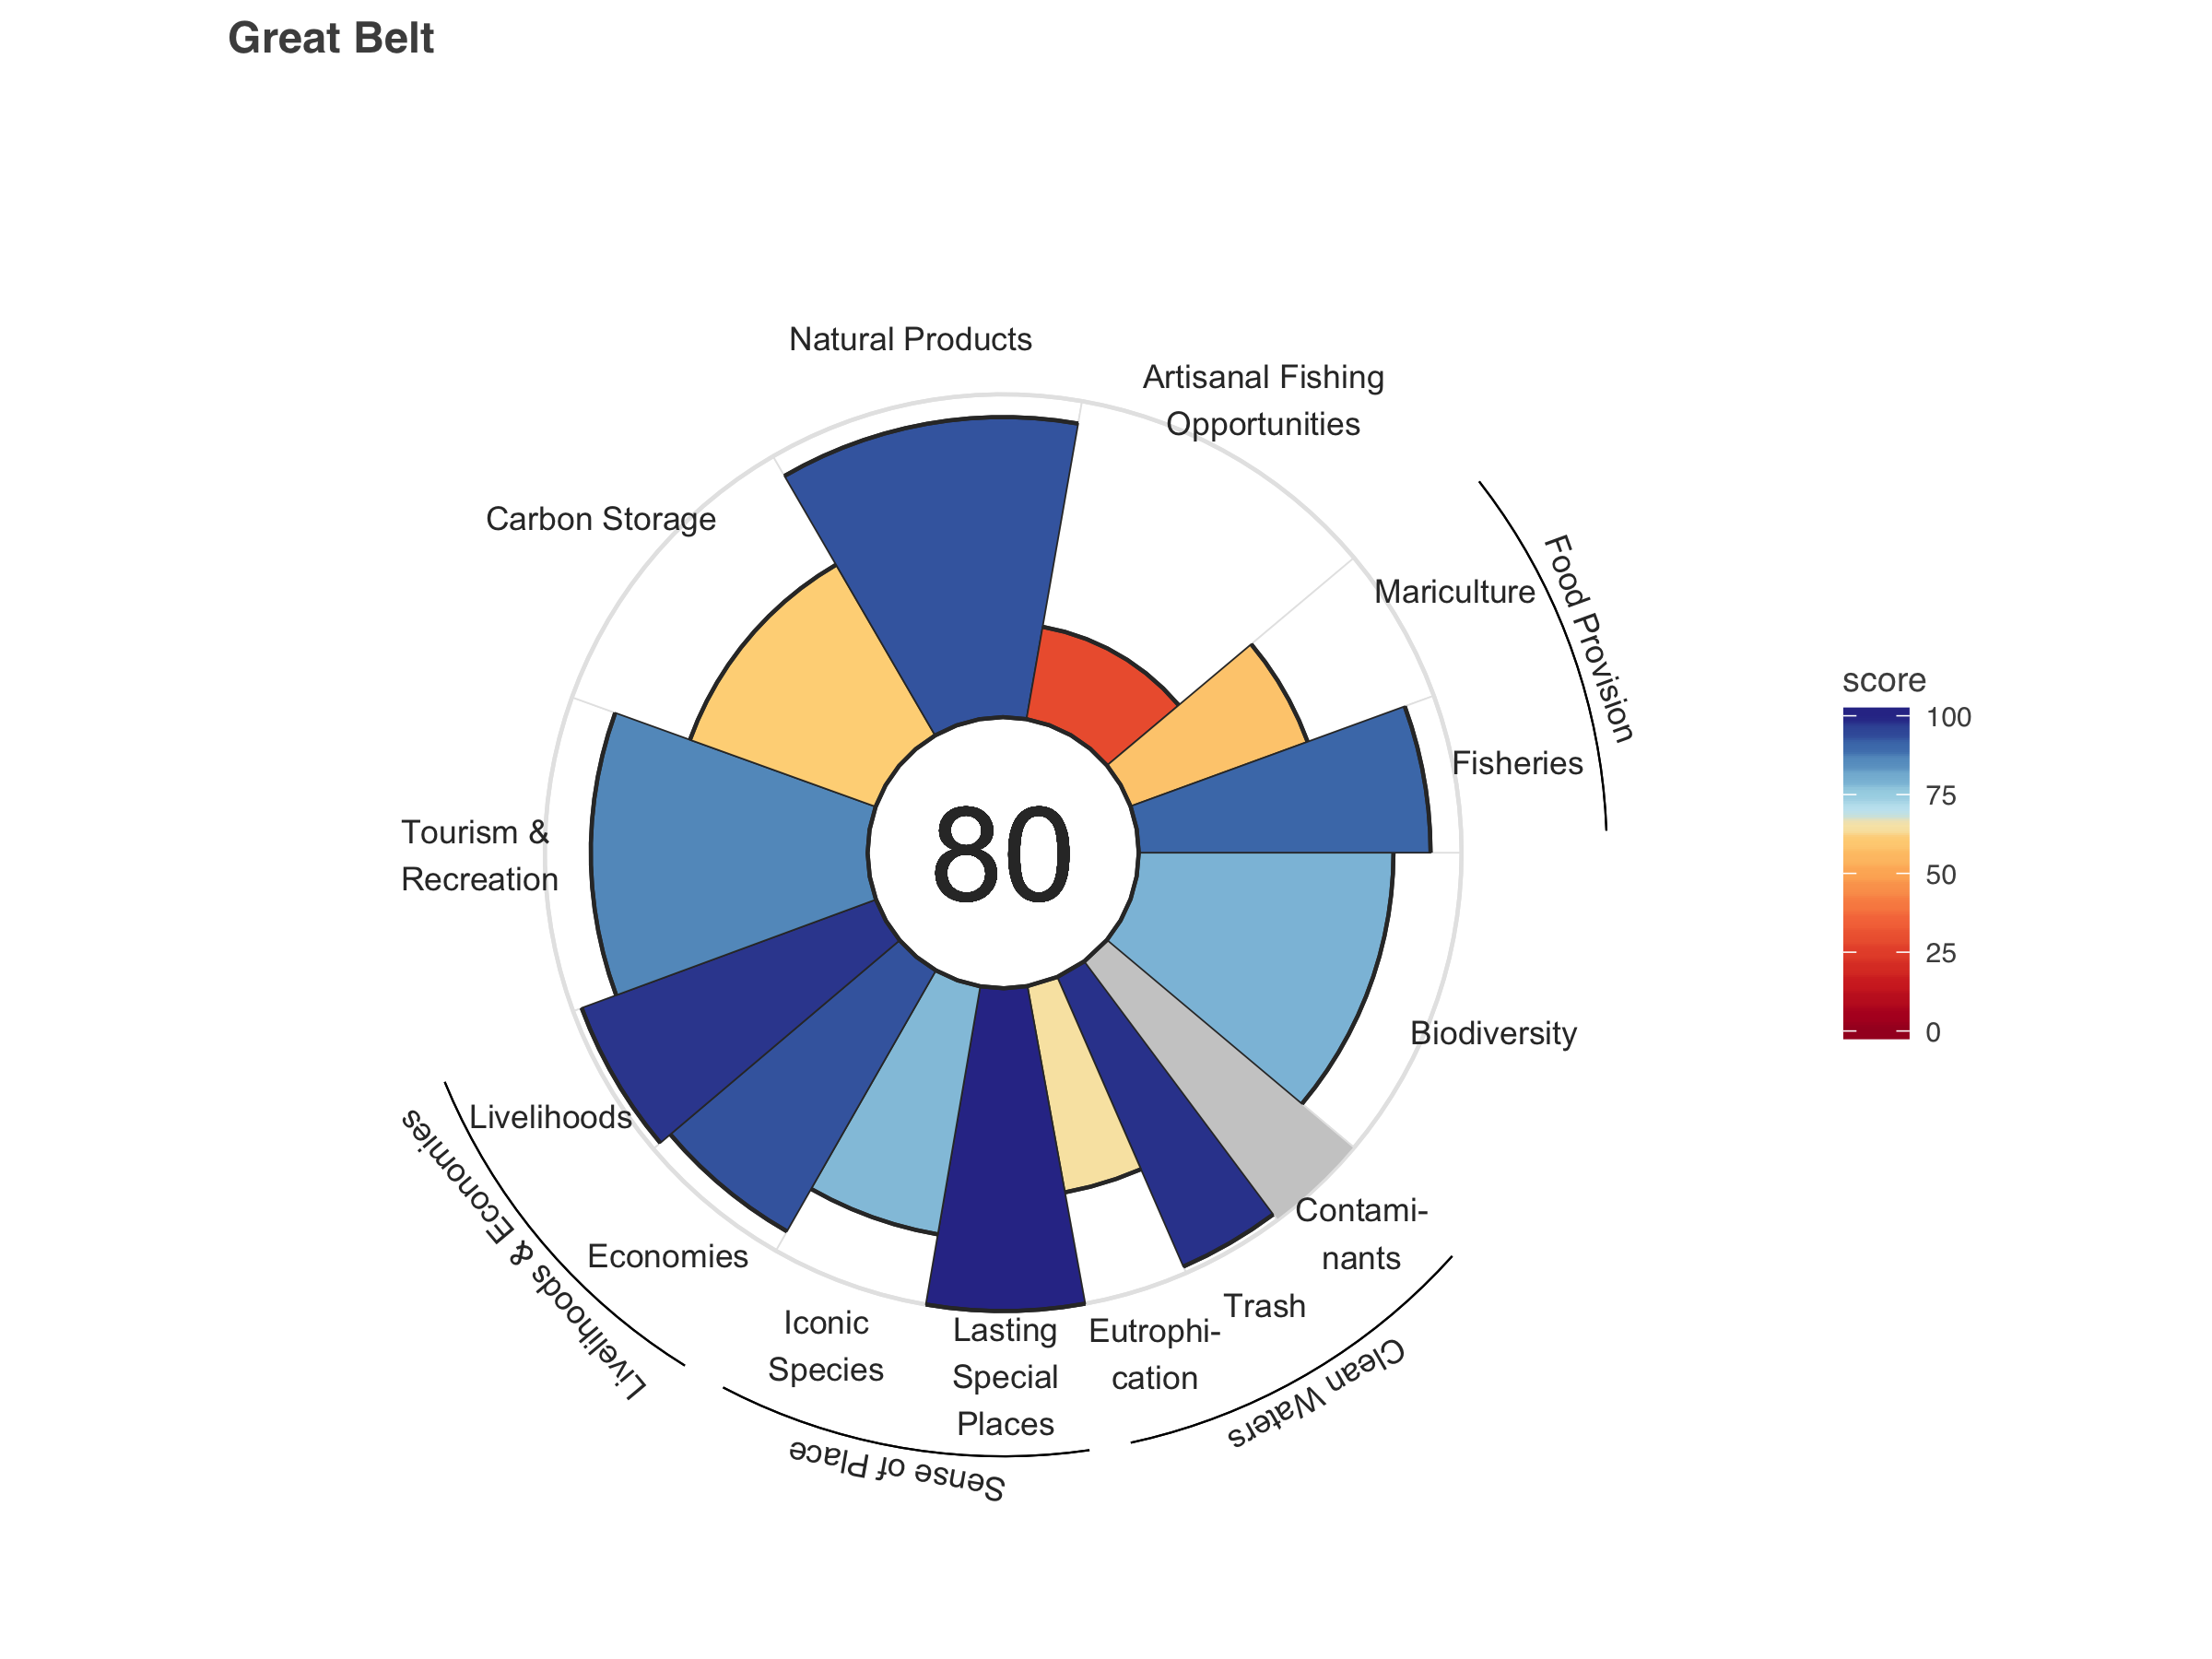 Great Belt
Natural Products
Artisanal Fishing
Opportunities
Carbon Storage
Mariculture
Food Provision
Fisheries
score
100
75
50
25
0
80
Tourism &
Recreation
Biodiversity
Livelihoods
Livelihoods & Economies
Economies
Contami-
nants
Trash
Iconic
Species
Lasting
Special
Places
Eutrophi-
cation
Clean Waters
Sense of Place